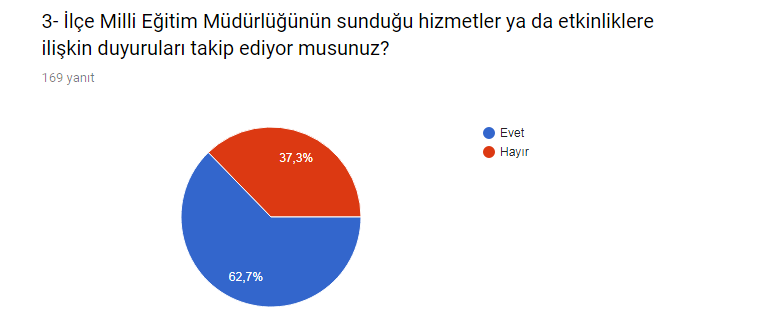 3- İlçe Milli Eğitim Müdürlüğünün sunduğu hizmetler ya da etkinliklere
ilişkin duyuruları takip ediyor musunuz?
169 yanıt
Evet
Hayır
37,3%
62,7%